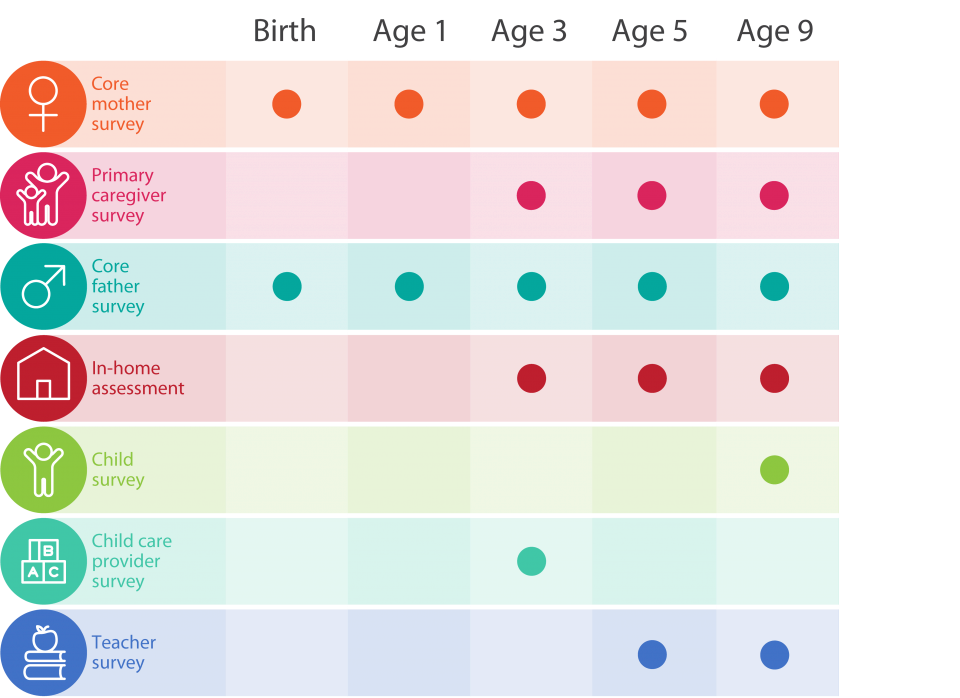 Birth Age 1 Age 3 Age 5 Age 9
Core
mother
survey
Primary
caregiver
survey
Core
father
survey
In-home
assessment
Child
survey
Child care
provider
survey
B
A C
Teacher
survey